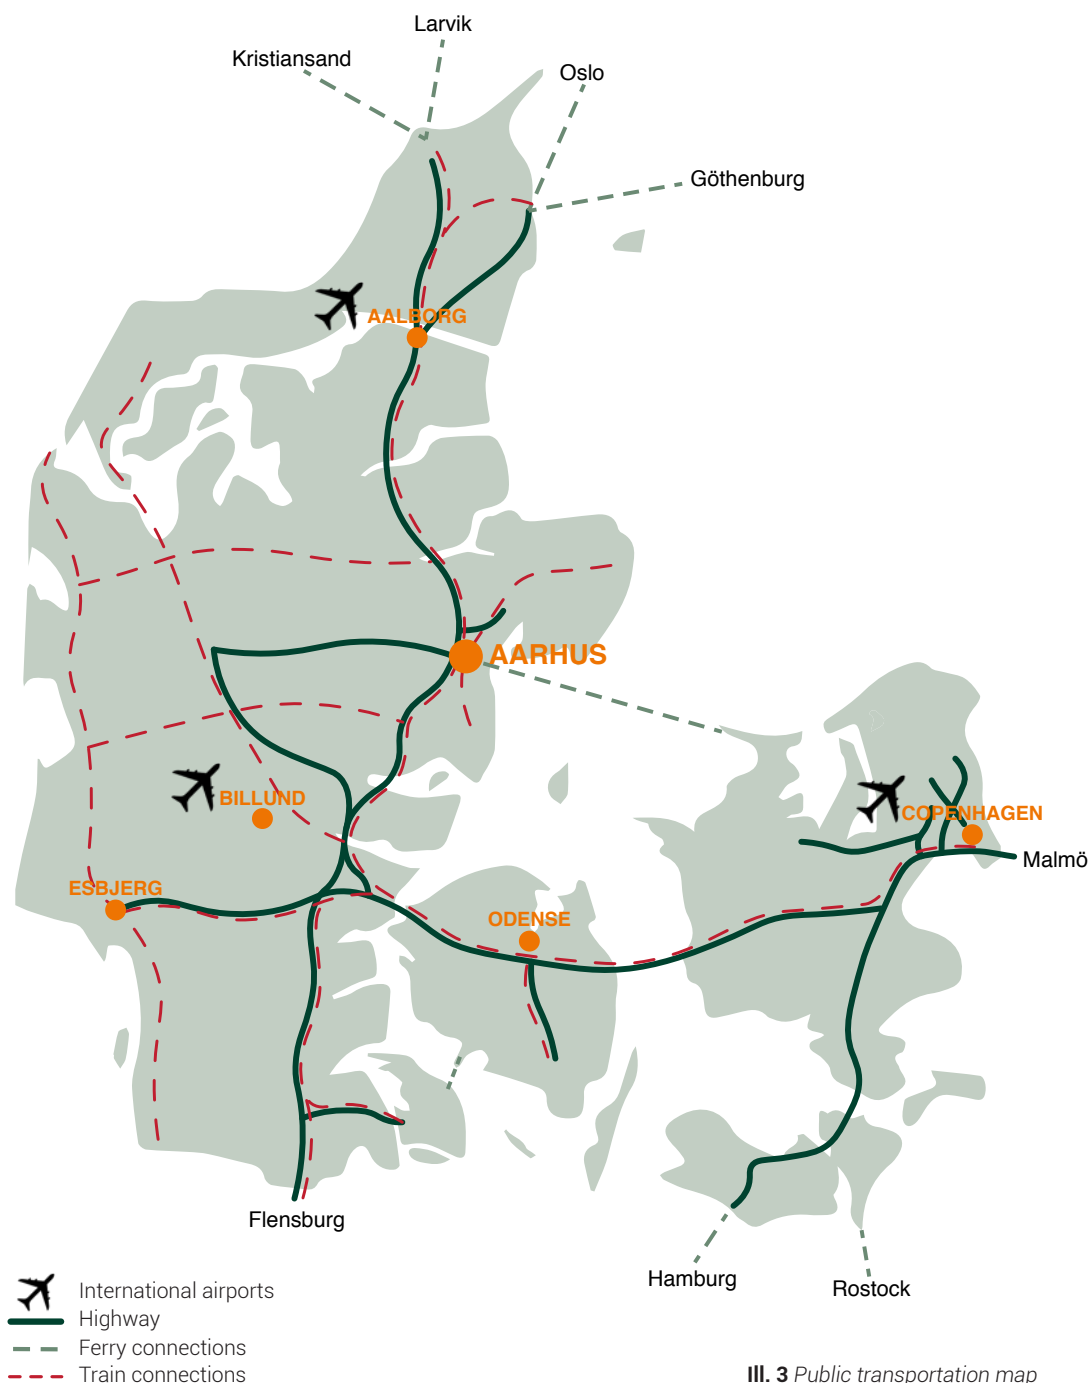 Larvik
Kristiansand
Oslo
Göthenburg
AALBORG
AARHUS
BILLUND
COPENHAGEN
Malmö
ESBJERG
ODENSE
Flensburg
Hamburg
Rostock
International airports
Highway
Ferry connections
Train connections
Ill. 3 Public transportation map